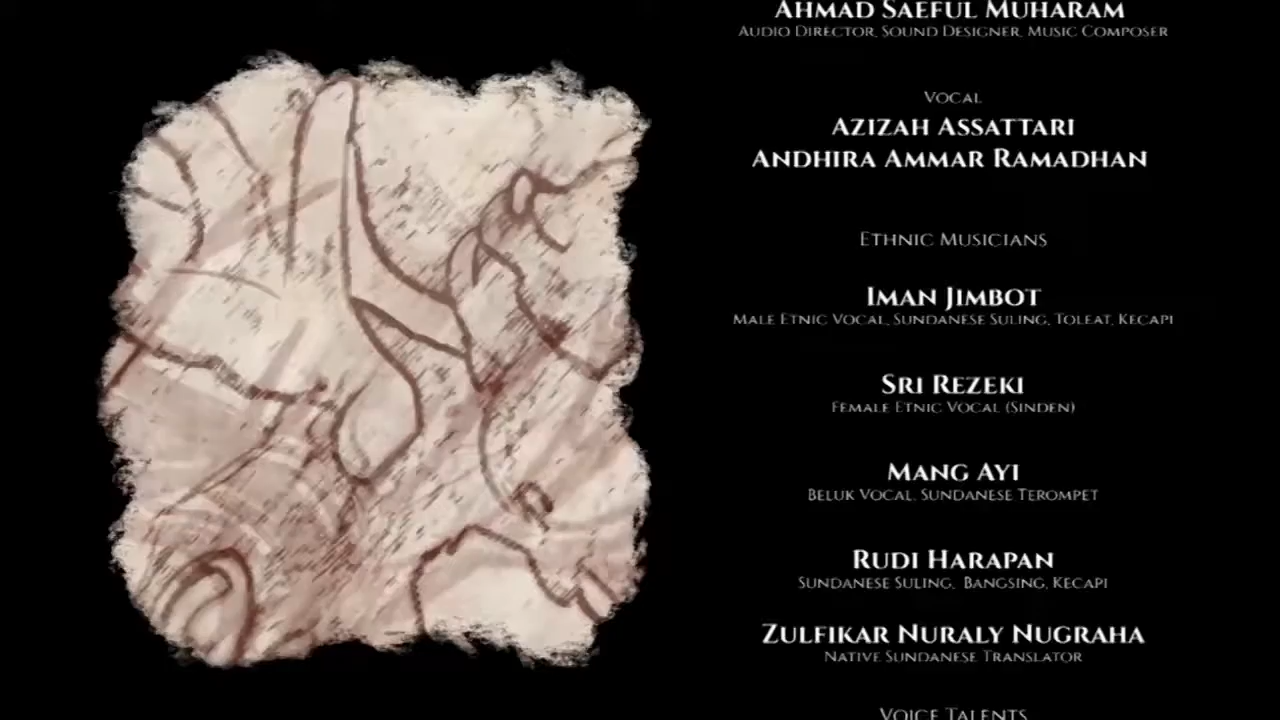 AHMAD SAEFUL MUHARAM
AUDIO DIRECTOR, SOUND DESIGNER, MUSIC COMPOSER
VOCAL
AZIZAH ASSATTARI
ANDHIRA AMMAR RAMADHAN
ETHNIC MUSICIANS
IMAN JIMBOT
MALE ETNIC VOCAL, SUNDANESE SULING, TOLEAT, KECAPI
SRI REZEKI
FEMALE ETNIC VOCAL (SINDEN)
MANG AYI
BELUK VOCAL, SUNDANESE TEROMPET
RUDI HARAPAN
SUNDANESE SULING, BANGSING, KECAPI
ZULFIKAR NURALY NUGRAHA
NATIVE SUNDANESE TRANSLATOR
VOICE TALENTS